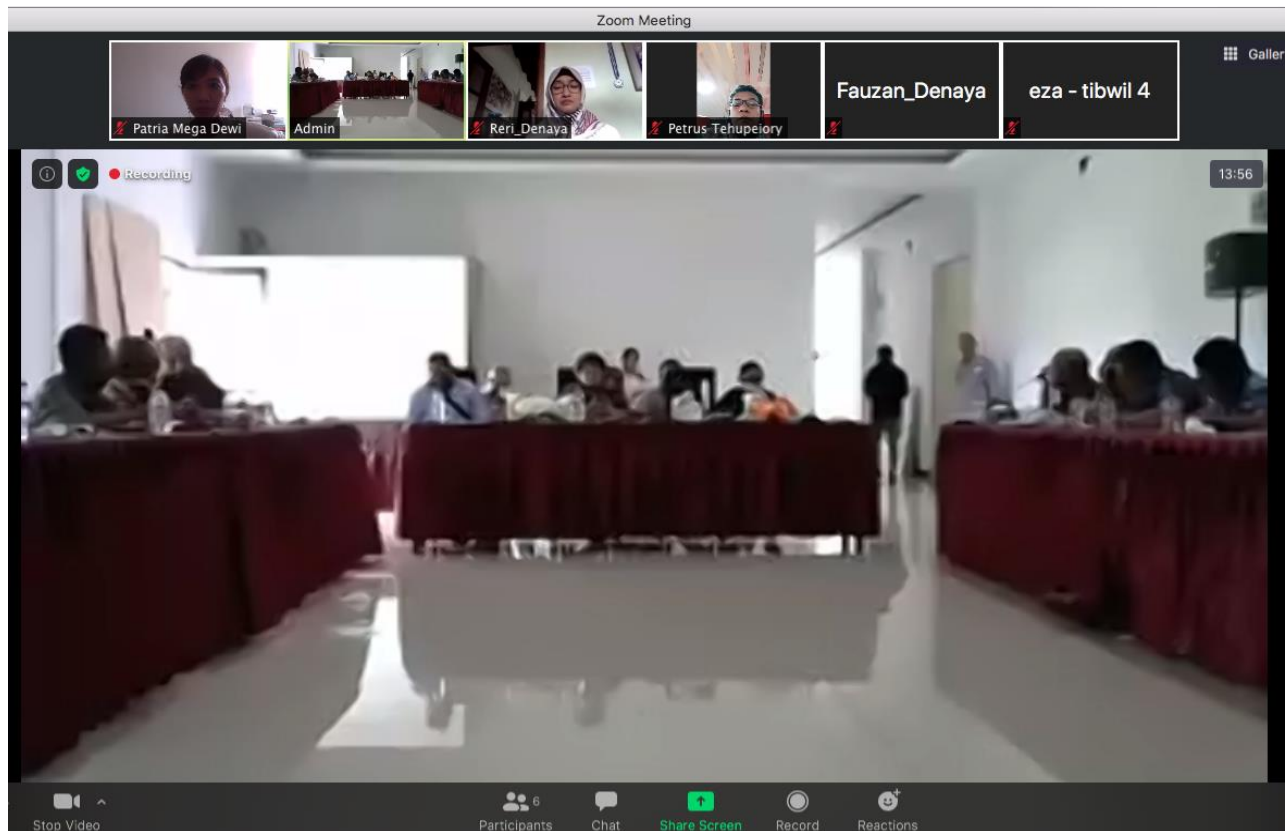 Zoom Meeting
Galler
Fauzan_Denaya
eza - tibwil 4
Patria Mega Dewi
Admin
Reri_Denaya
Petrus Tehupeiory
Recording
13:56
Stop Video
6
Participants
Chat
Share Screen
Record
Reactions